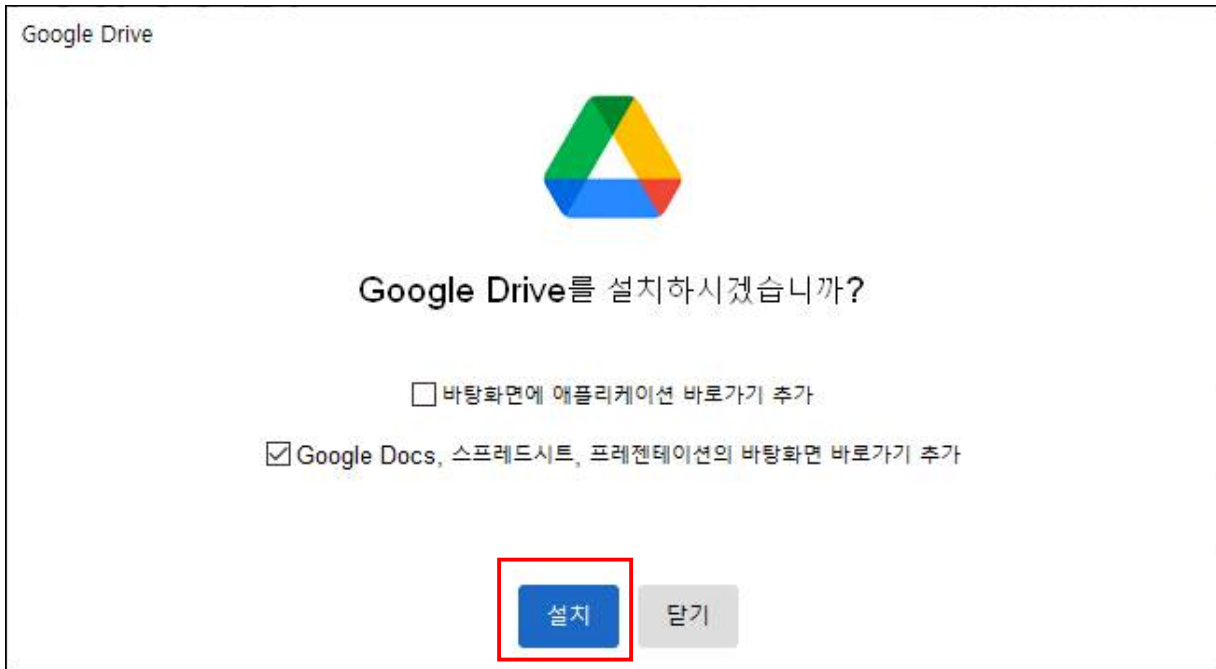 Google Drive
Google Drive를 설치하시겠습니까?
바탕화면에 애플리케이션 바로가기 추가
Google Docs, 스프레드시트, 프레젠테이션의 바탕화면 바로가기 추가
설치 닫기